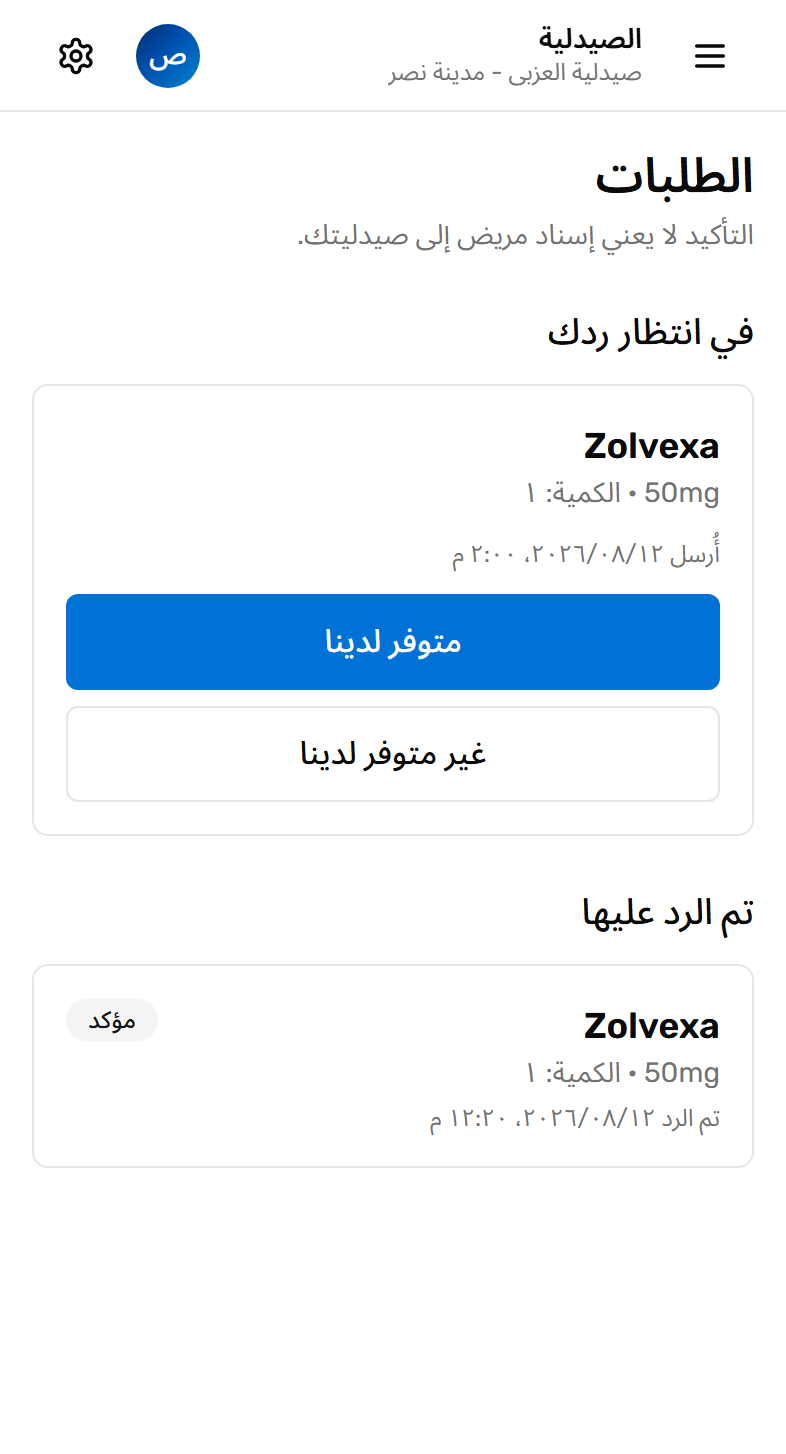 الصيدلية
صيدلية العزبى - مدينة نصر
ص
الطلبات
التأكيد لا يعني إسناد مريض إلى صيدليتك.
في انتظار ردك
Zolvexa
50mg • الكمية: ١
أُرسل ٢٠٢٦/٠٨/١٢، ٢:٠٠ م
متوفر لدينا
غير متوفر لدينا
تم الرد عليها
Zolvexa
مؤكد
50mg • الكمية: ١
تم الرد ٢٠٢٦/٠٨/١٢، ١٢:٢٠ م